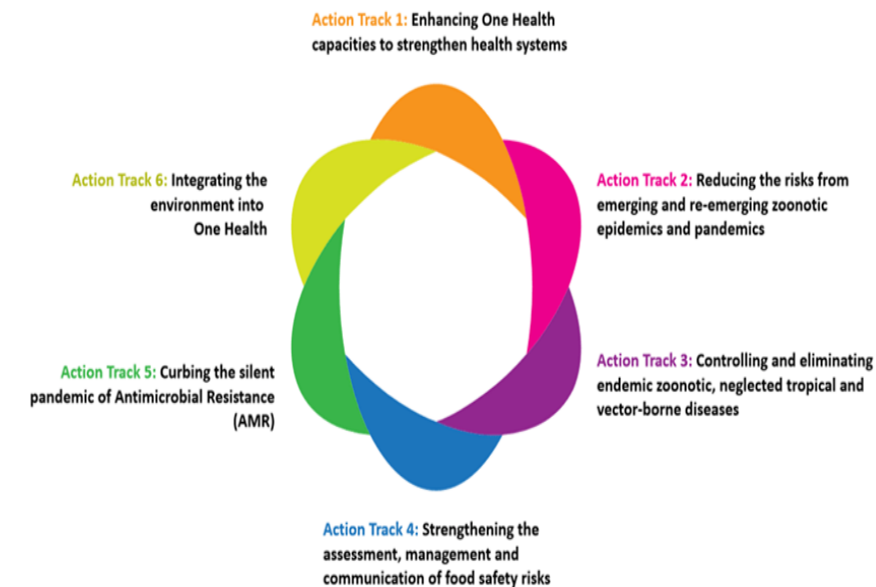 Action Track 1: Enhancing One Health
capacities to strengthen health systems
Action Track 2: Reducing the risks from
emerging and re-emerging zoonotic
epidemics and pandemics
Action Track 3: Controlling and eliminating
endemic zoonotic, neglected tropical and
vector-borne diseases
Action Track 4: Strengthening the
assessment, management and
communication of food safety risks
Action Track 5: Curbing the silent
pandemic of Antimicrobial Resistance
(AMR)
Action Track 6: Integrating the
environment into
One Health